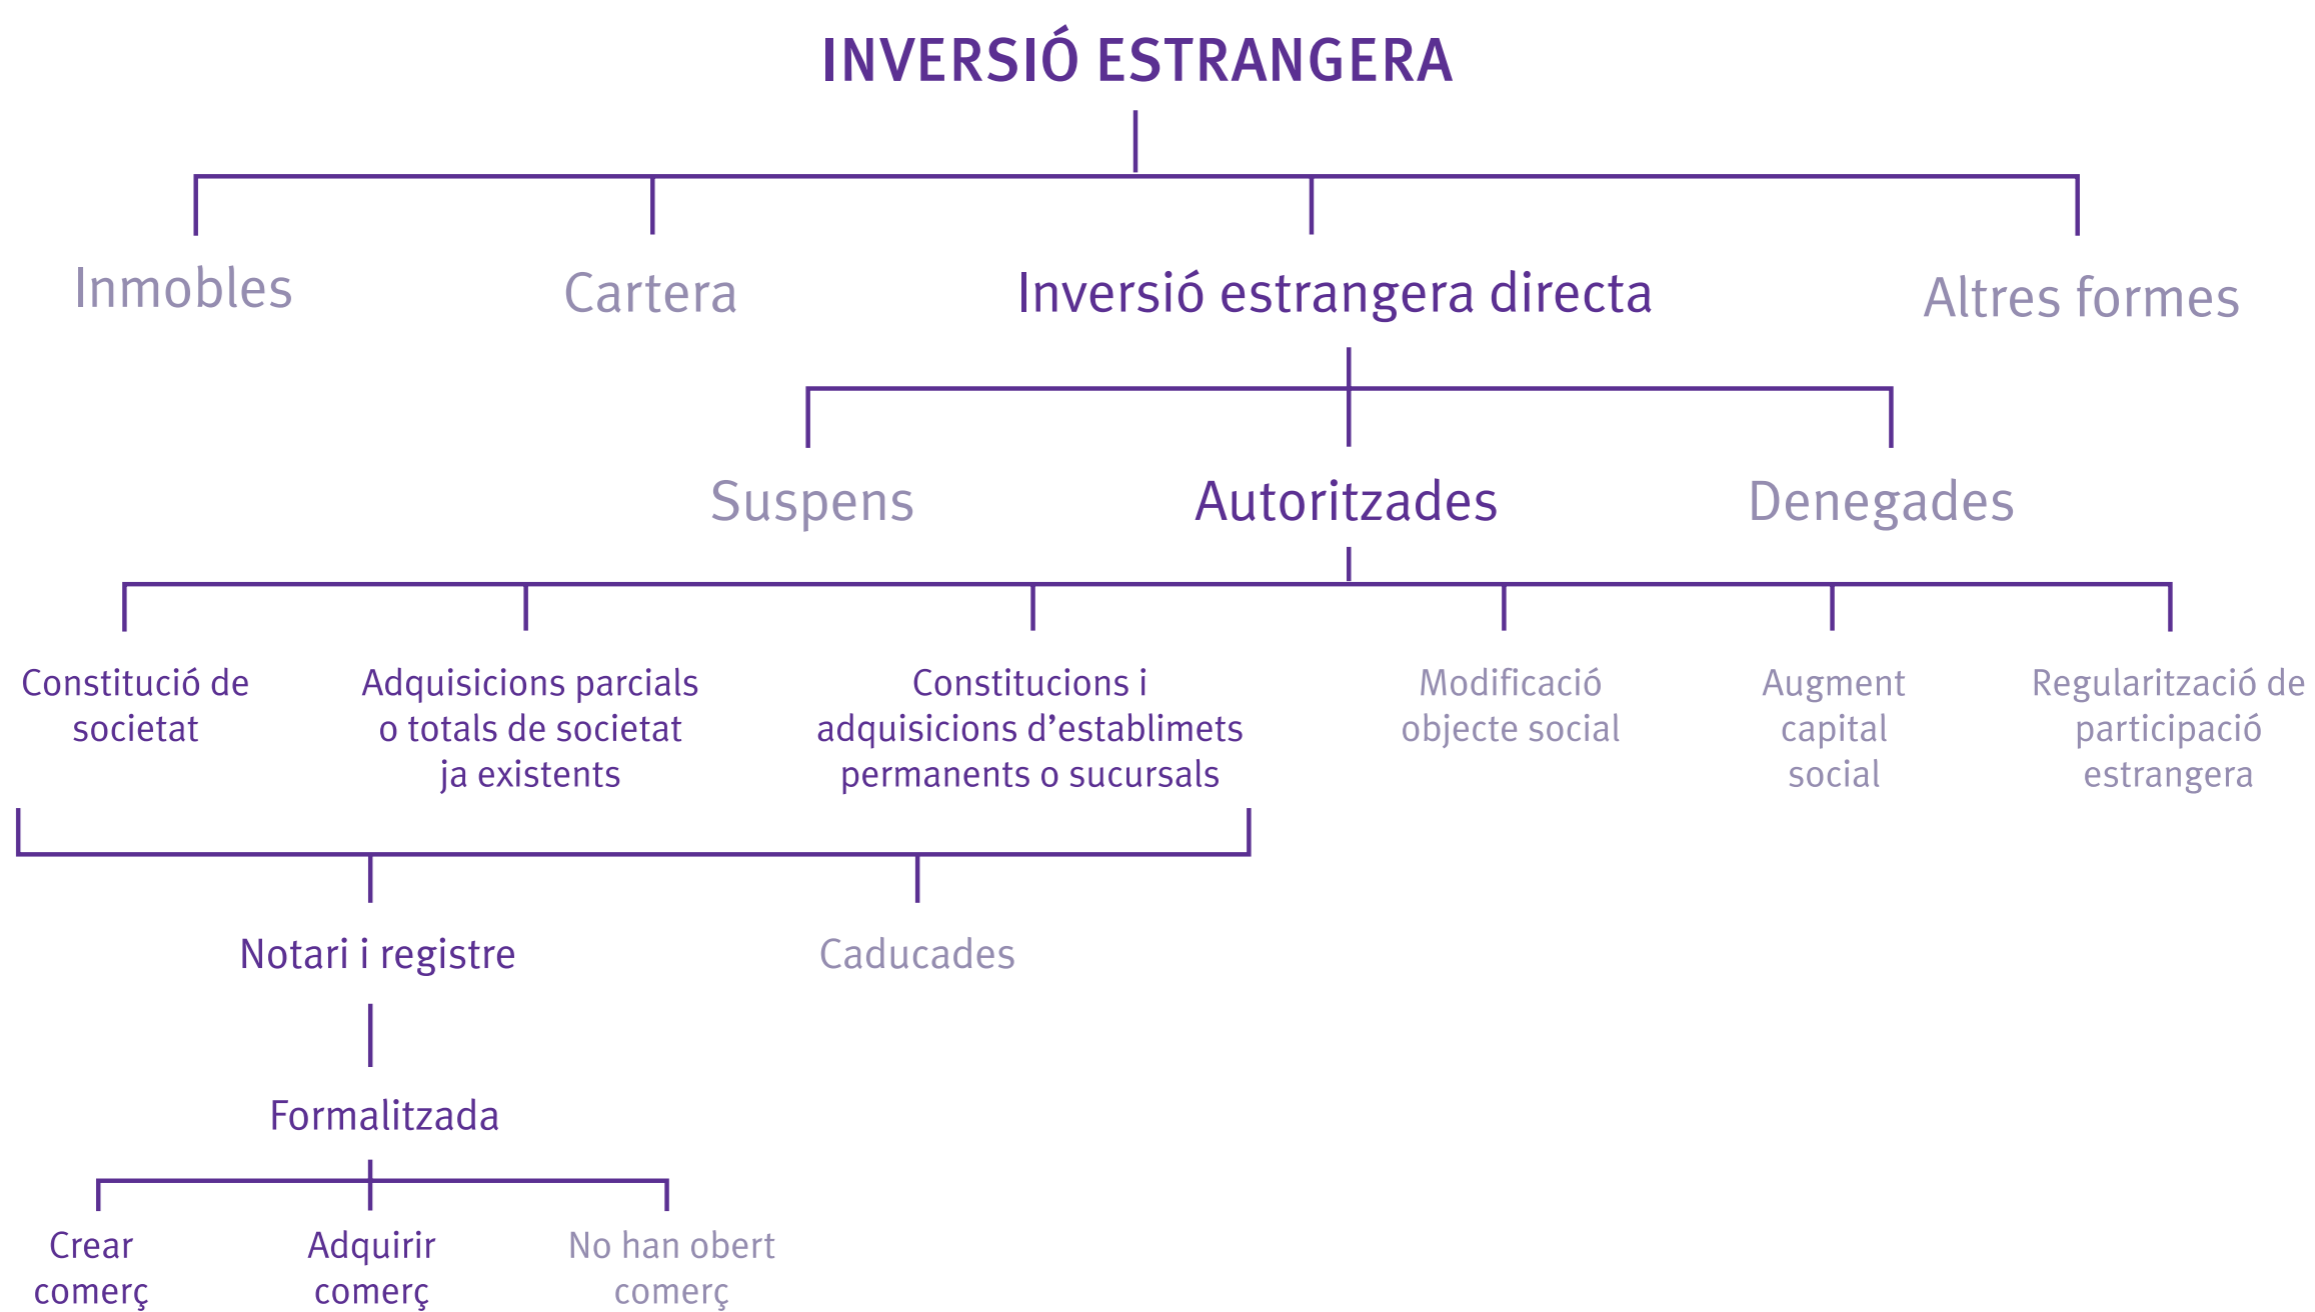 INVERSIÓ ESTRANGERA
Inmobles
Cartera
Inversió estrangera directa
Altres formes
Suspens
Autoritzades
Denegades
Constitució de
societat
Adquisicions parcials
o totals de societat
ja existents
Constitucions i
adquisicions d’establimets
permanents o sucursals
Modificació
objecte social
Augment
capital
social
Regularització de
participació
estrangera
Notari i registre
Caducades
Formalitzada
Crear
comerç
Adquirir
comerç
No han obert
comerç